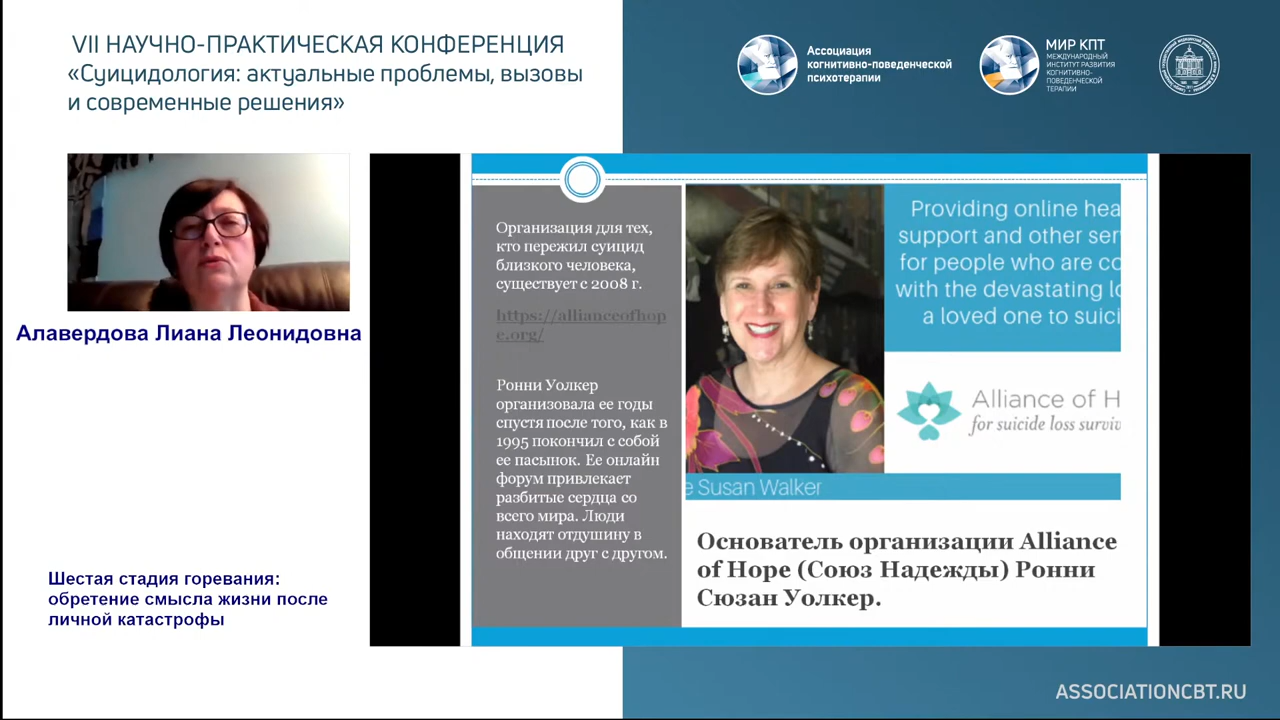 VII НАУЧНО-ПРАКТИЧЕСКАЯ КОНФЕРЕНЦИЯ
«Суицидология: актуальные проблемы, вызовы
и современные решения»
Ассоциация
когнитивно-поведенческой
психотерапии
МИР КПТ
МЕЖДУНАРОДНЫЙ
ИНСТИТУТ РАЗВИТИЯ
КОГНИТИВНО-
ПОВЕДЕНЧЕСКОЙ
ТЕРАПИИ
Алавердова Лиана Леонидовна
Шестая стадия горевания:
обретение смысла жизни после
личной катастрофы
Организация для тех,
кто пережил суицид
близкого человека,
существует с 2008 г.
https://allianceofhop
e.org/
Ронни Уолкер
организовала ее годы
спустя после того, как в
1995 покончил с собой
ее пасынок. Ее онлайн
форум привлекает
разбитые сердца со
всего мира. Люди
находят отдушину в
общении друг с другом.
Providing online hea
support and other ser
for people who are co
with the devastating lo
a loved one to suici
Alliance of H
for suicide loss surviv
e Susan Walker
Основатель организации Alliance
of Hope (Союз Надежды) Ронни
Сюзан Уолкер.
ASSOCIATIONCBT.RU